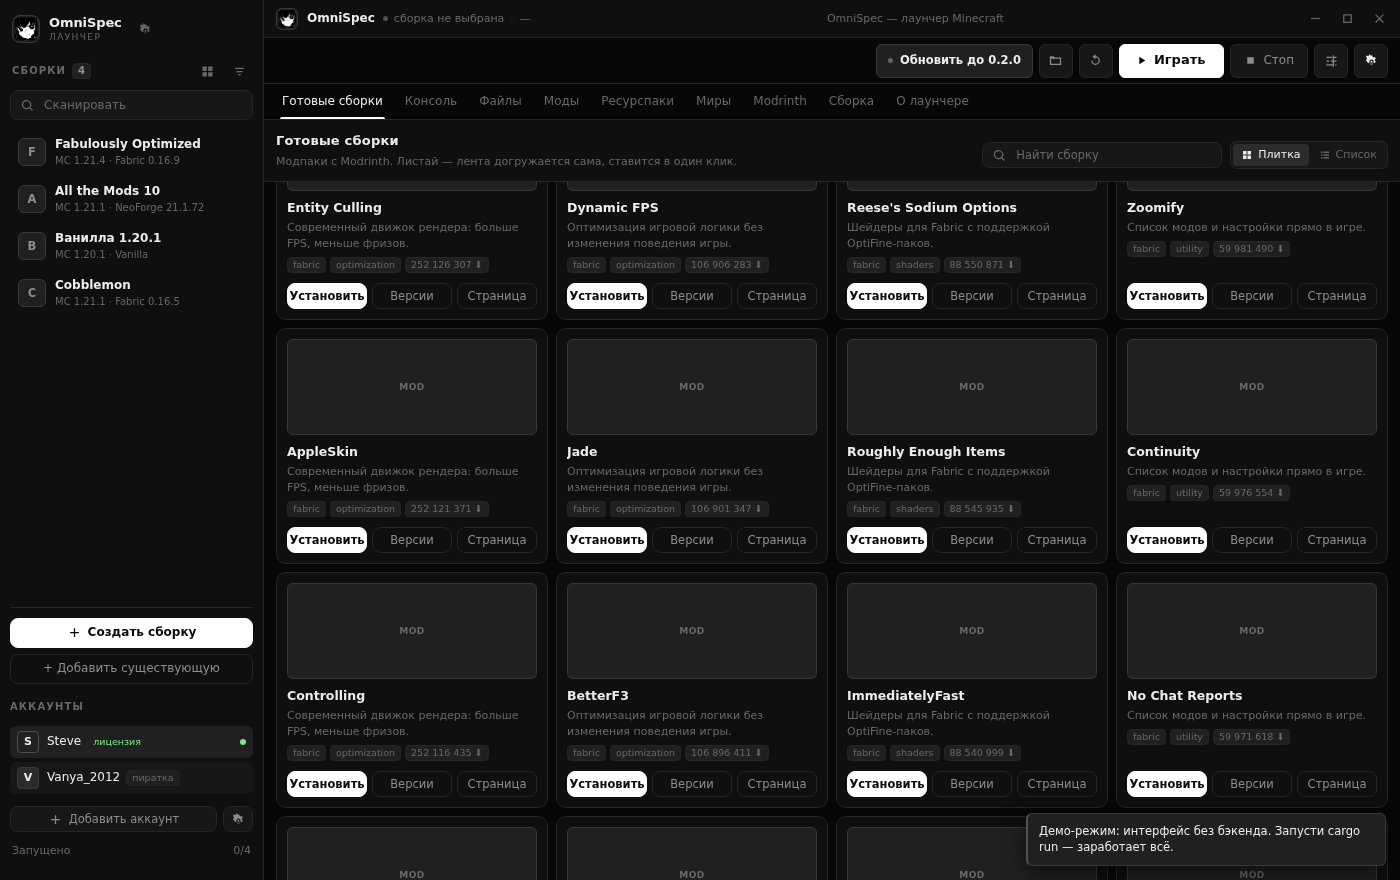 OmniSpec
ЛАУНЧЕР
OmniSpec
сборка не выбрана · —
OmniSpec — лаунчер Minecraft
СБОРКИ 4
Сканировать
F
Fabulously Optimized
MC 1.21.4 · Fabric 0.16.9
A
All the Mods 10
MC 1.21.1 · NeoForge 21.1.72
В
Ванилла 1.20.1
MC 1.20.1 · Vanilla
C
Cobblemon
MC 1.21.1 · Fabric 0.16.5
+ Создать сборку
+ Добавить существующую
АККАУНТЫ
S Steve лицензия
V Vanya_2012 пиратка
+ Добавить аккаунт
Запущено 0/4
Обновить до 0.2.0
Играть
Стоп
Готовые сборки Консоль Файлы Моды Ресурспаки Миры Modrinth Сборка О лаунчере
Готовые сборки
Модпаки с Modrinth. Листай — лента догружается сама, ставится в один клик.
Найти сборку
Плитка Список
Entity Culling
Современный движок рендера: больше
FPS, меньше фризов.
fabric optimization 252 126 307 ⬇
Установить Версии Страница
Dynamic FPS
Оптимизация игровой логики без
изменения поведения игры.
fabric optimization 106 906 283 ⬇
Установить Версии Страница
Reese's Sodium Options
Шейдеры для Fabric с поддержкой
OptiFine-паков.
fabric shaders 88 550 871 ⬇
Установить Версии Страница
Zoomify
Список модов и настройки прямо в игре.
fabric utility 59 981 490 ⬇
Установить Версии Страница
MOD
AppleSkin
Современный движок рендера: больше
FPS, меньше фризов.
fabric optimization 252 121 371 ⬇
Установить Версии Страница
MOD
Jade
Оптимизация игровой логики без
изменения поведения игры.
fabric optimization 106 901 347 ⬇
Установить Версии Страница
MOD
Roughly Enough Items
Шейдеры для Fabric с поддержкой
OptiFine-паков.
fabric shaders 88 545 935 ⬇
Установить Версии Страница
MOD
Continuity
Список модов и настройки прямо в игре.
fabric utility 59 976 554 ⬇
Установить Версии Страница
MOD
Controlling
Современный движок рендера: больше
FPS, меньше фризов.
fabric optimization 252 116 435 ⬇
Установить Версии Страница
MOD
BetterF3
Оптимизация игровой логики без
изменения поведения игры.
fabric optimization 106 896 411 ⬇
Установить Версии Страница
MOD
ImmediatelyFast
Шейдеры для Fabric с поддержкой
OptiFine-паков.
fabric shaders 88 540 999 ⬇
Установить Версии Страница
MOD
No Chat Reports
Список модов и настройки прямо в игре.
fabric utility 59 971 618 ⬇
Установить Версии Страница
MOD
MOD
MOD
MOD
Демо-режим: интерфейс без бэкенда. Запусти cargo
run — заработает всё.